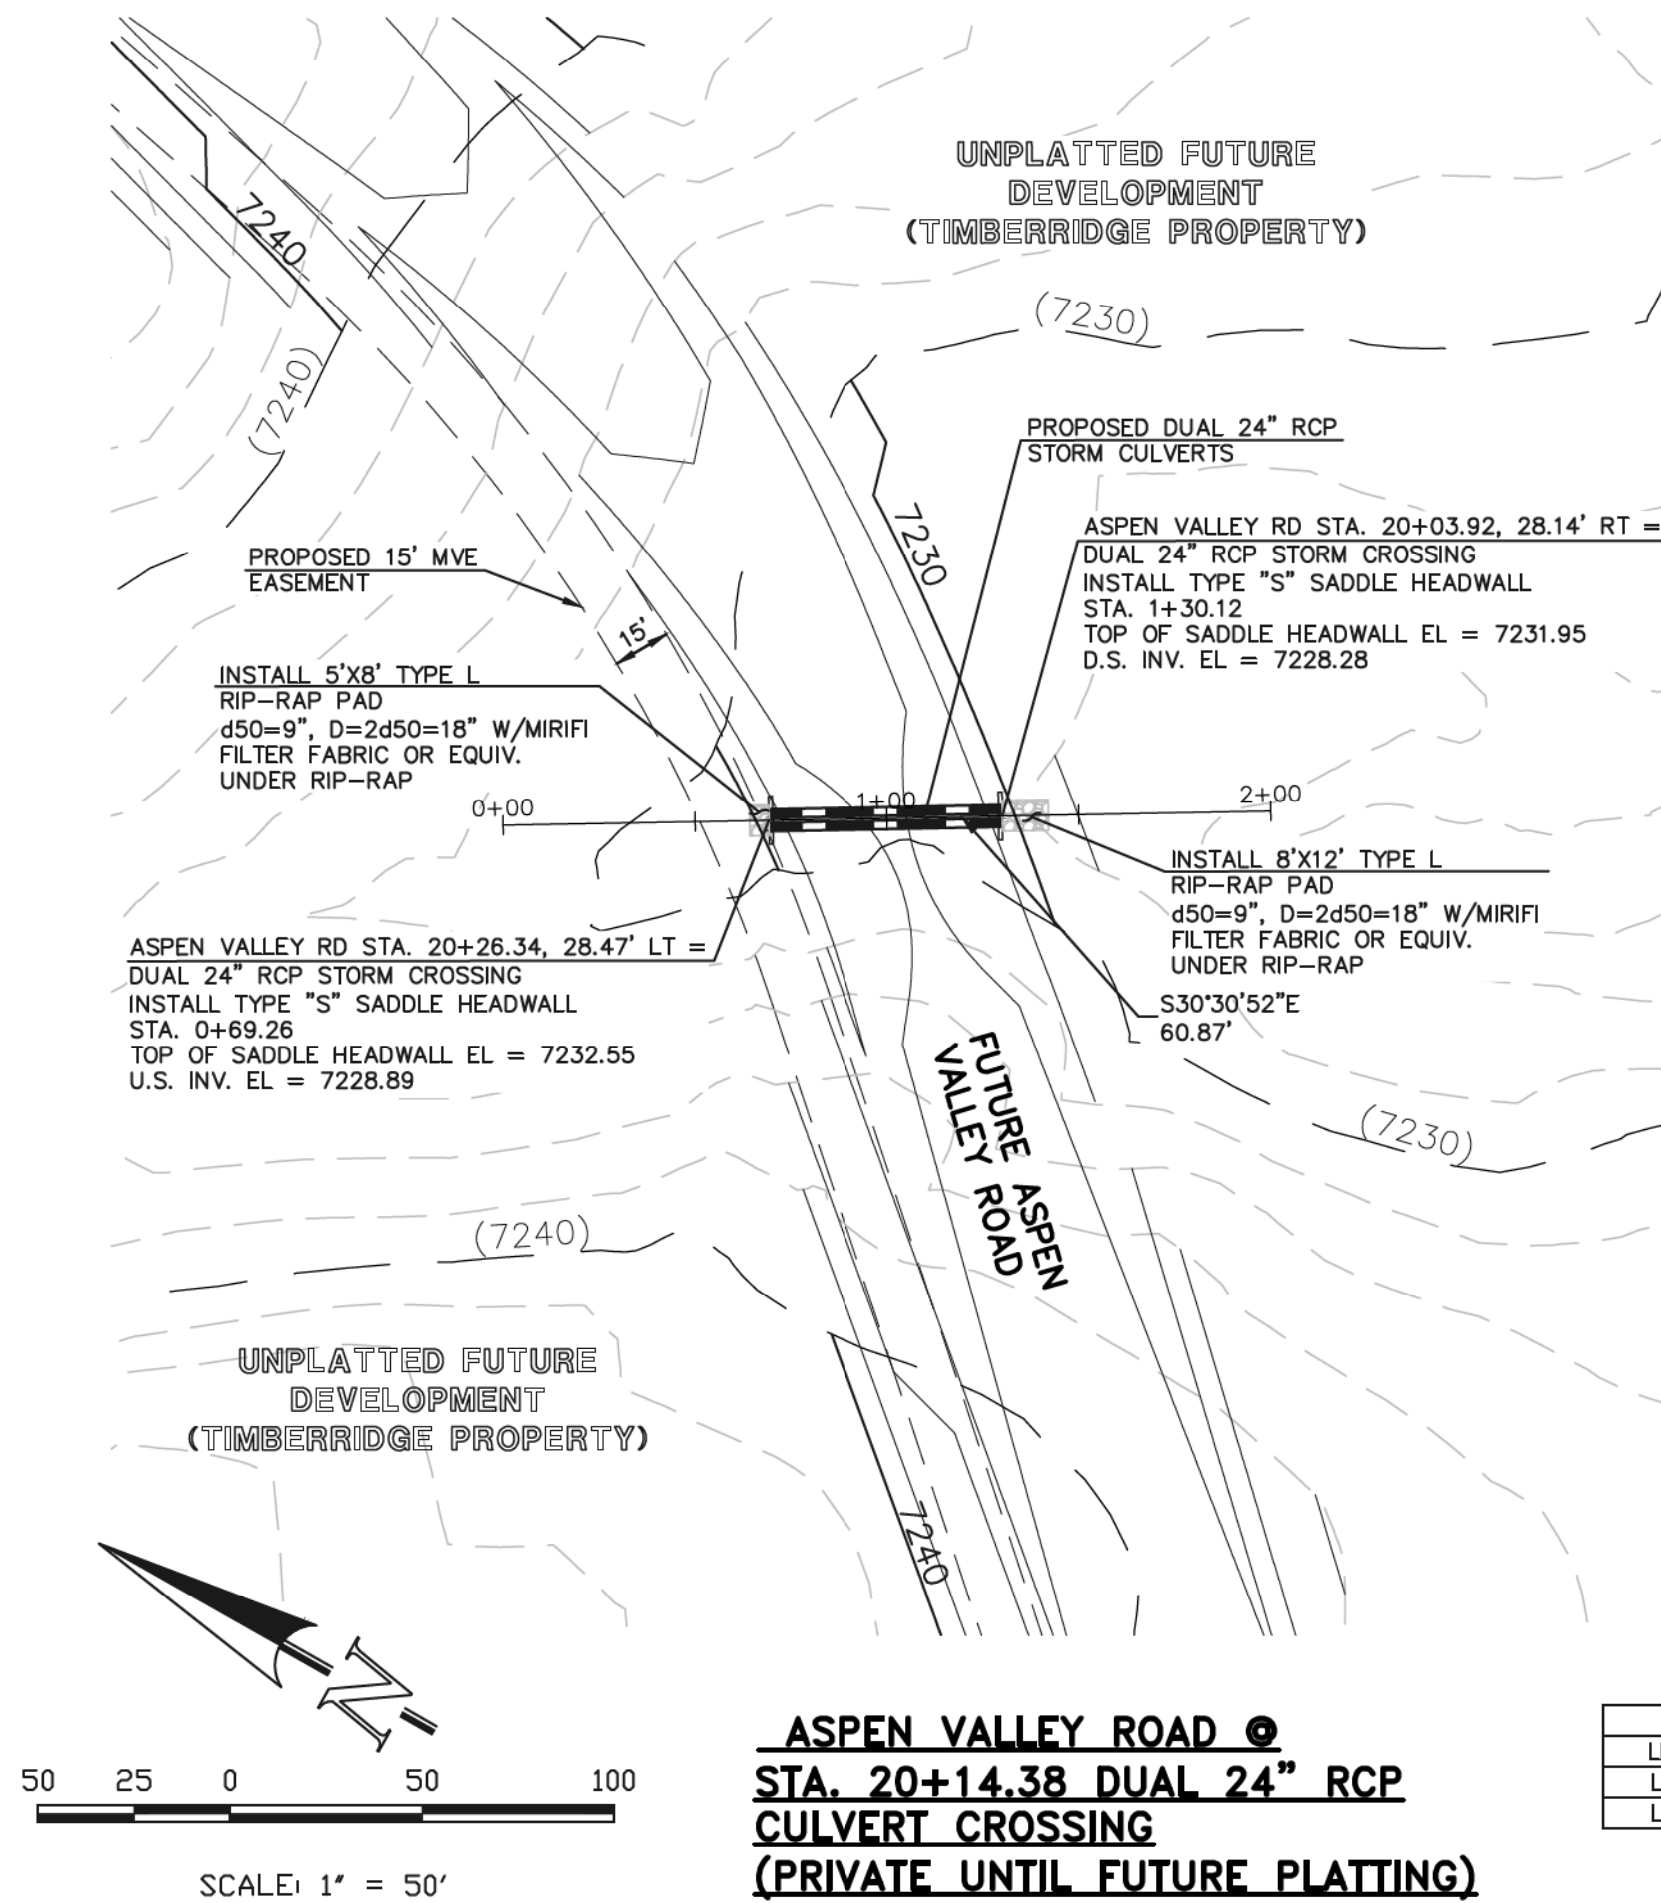 UNPLATTED FUTURE
DEVELOPMENT
(TIMBERRIDGE PROPERTY)
7240
(7230)
(7240)
PROPOSED DUAL 24" RCP
STORM CULVERTS
7230
ASPEN VALLEY RD STA. 20+03.92, 28.14' RT =
DUAL 24" RCP STORM CROSSING
INSTALL TYPE "S" SADDLE HEADWALL
STA. 1+30.12
TOP OF SADDLE HEADWALL EL = 7231.95
D.S. INV. EL = 7228.28
PROPOSED 15' MVE
EASEMENT
15'
INSTALL 5'X8' TYPE L
RIP-RAP PAD
d50=9", D=2d50=18" W/MIRIFI
FILTER FABRIC OR EQUIV.
UNDER RIP-RAP
0+00
1+00
2+00
INSTALL 8'X12' TYPE L
RIP-RAP PAD
d50=9", D=2d50=18" W/MIRIFI
FILTER FABRIC OR EQUIV.
UNDER RIP-RAP
ASPEN VALLEY RD STA. 20+26.34, 28.47' LT =
DUAL 24" RCP STORM CROSSING
INSTALL TYPE "S" SADDLE HEADWALL
STA. 0+69.26
TOP OF SADDLE HEADWALL EL = 7232.55
U.S. INV. EL = 7228.89
S30°30'52"E
60.87'
FUTURE ASPEN
VALLEY ROAD
(7230)
(7240)
UNPLATTED FUTURE
DEVELOPMENT
(TIMBERRIDGE PROPERTY)
7240
N
50 25 0 50 100
SCALE: 1" = 50'
ASPEN VALLEY ROAD @
STA. 20+14.38 DUAL 24" RCP
CULVERT CROSSING
(PRIVATE UNTIL FUTURE PLATTING)